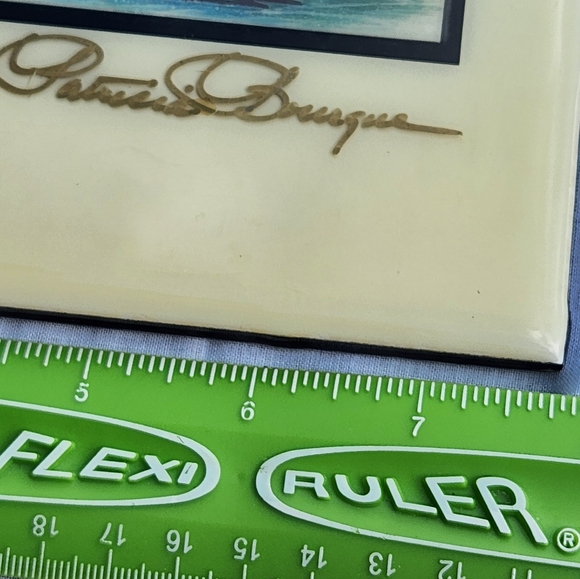 Patricia Bourque
5 6 7
FLEXI RULER®
18 17 16 15 14 13 12